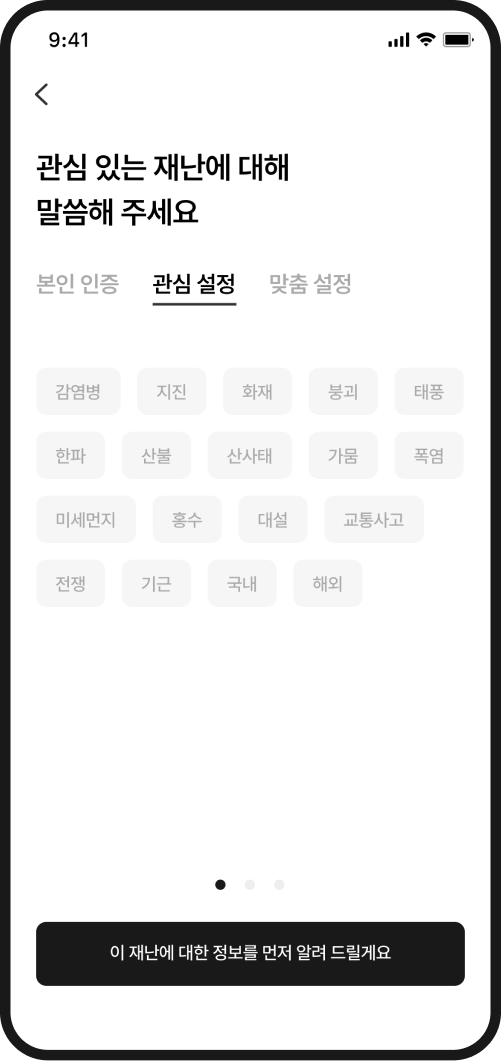 9:41
관심 있는 재난에 대해
말씀해 주세요
본인 인증 관심 설정 맞춤 설정
감염병 지진 화재 붕괴 태풍
한파 산불 산사태 가뭄 폭염
미세먼지 홍수 대설 교통사고
전쟁 기근 국내 해외
이 재난에 대한 정보를 먼저 알려 드릴게요